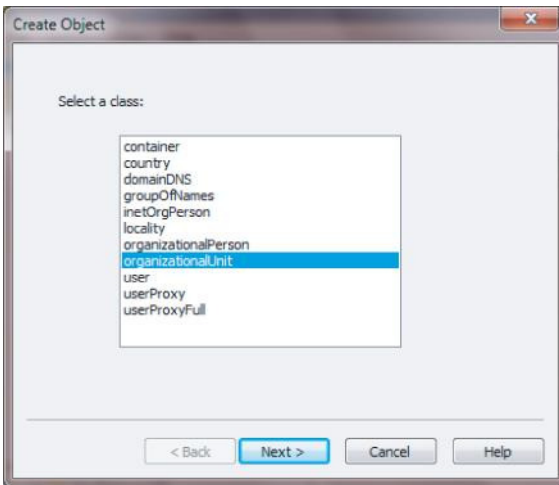 Create Object
Select a class:
container
country
domainDNS
groupOfNames
inetOrgPerson
locality
organizationalPerson
organizationalUnit
user
userProxy
userProxyFull
< Back Next > Cancel Help